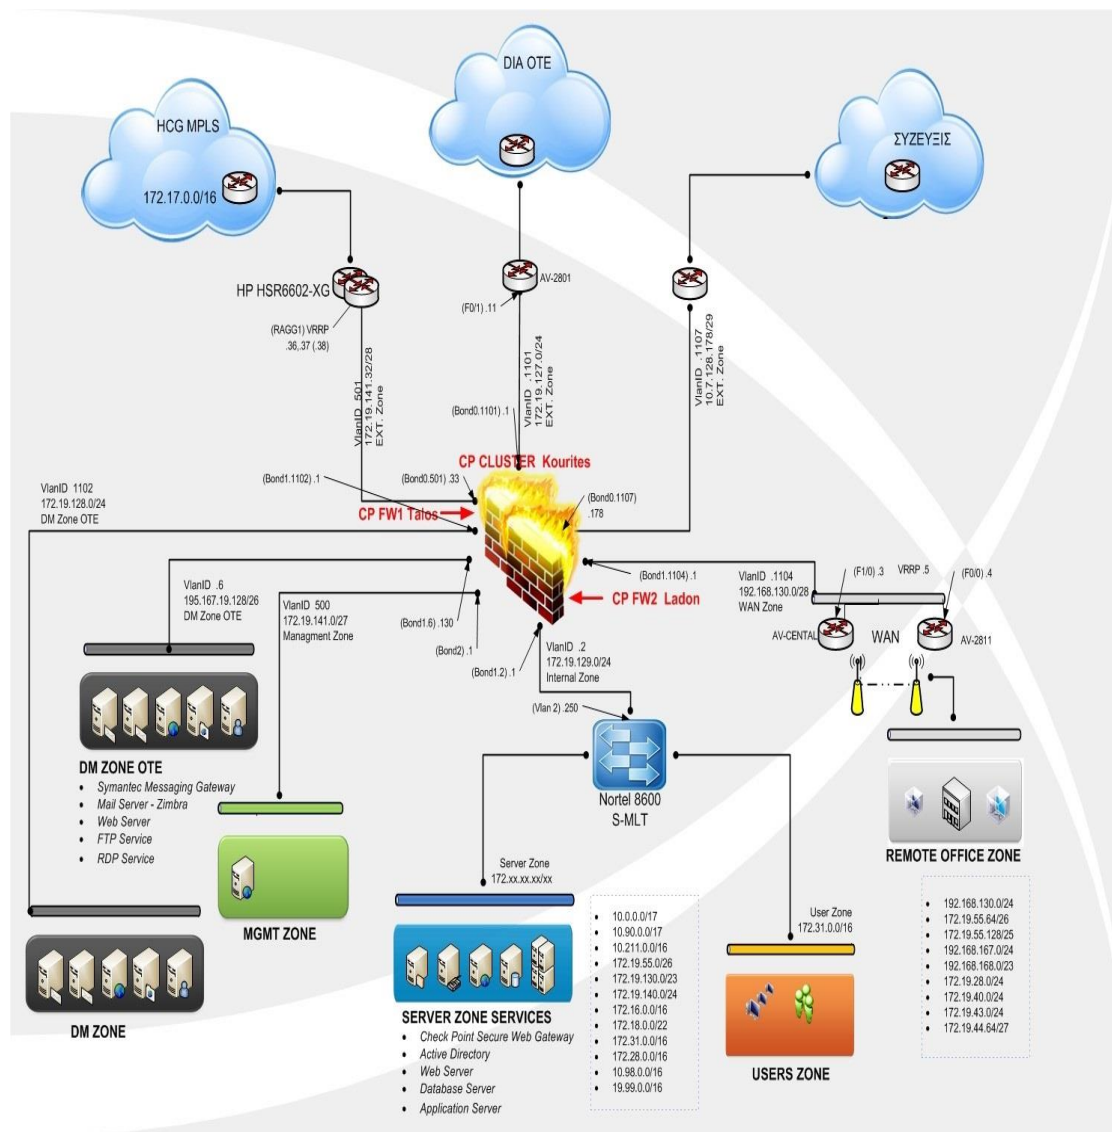 DIA OTE
HCG MPLS
172.17.0.0/16
ΣΥΖΕΥΞΙΣ
HP HSR6602-XG
AV-2801
(F0/1) .11
(RAGG1) VRRP
.36,.37 (.38)
VlanID 501
172.19.141.32/28
EXT. Zone
VlanID .1101
172.19.127.0/24
EXT. Zone
VlanID .1107
10.7.128.178/29
EXT. Zone
(Bond0.1101) .1
CP CLUSTER Kourites
(Bond1.1102) .1
(Bond0.501) .33
(Bond0.1107)
.178
CP FW1 Talos
VlanID 1102
172.19.128.0/24
DM Zone OTE
VlanID .6
195.167.19.128/26
DM Zone OTE
VlanID 500
172.19.141.0/27
Managment Zone
(Bond1.6) .130
(Bond2) .1
(Bond1.2) .1
(Bond1.1104) .1
CP FW2 Ladon
VlanID .1104
192.168.130.0/28
WAN Zone
(F1/0) .3
VRRP .5
(F0/0) .4
AV-CENTAL
WAN
AV-2811
VlanID .2
172.19.129.0/24
Internal Zone
(Vlan 2) .250
Nortel 8600
S-MLT
DM ZONE OTE
• Symantec Messaging Gateway
• Mail Server - Zimbra
• Web Server
• FTP Service
• RDP Service
MGMT ZONE
DM ZONE
Server Zone
172.xx.xx.xx/xx
SERVER ZONE SERVICES
• Check Point Secure Web Gateway
• Active Directory
• Web Server
• Database Server
• Application Server
• 10.0.0.0/17
• 10.90.0.0/17
• 10.211.0.0/16
• 172.19.55.0/26
• 172.19.130.0/23
• 172.19.140.0/24
• 172.16.0.0/16
• 172.18.0.0/22
• 172.31.0.0/16
• 172.28.0.0/16
• 10.98.0.0/16
• 19.99.0.0/16
User Zone
172.31.0.0/16
USERS ZONE
REMOTE OFFICE ZONE
• 192.168.130.0/24
• 172.19.55.64/26
• 172.19.55.128/25
• 192.168.167.0/24
• 192.168.168.0/23
• 172.19.28.0/24
• 172.19.40.0/24
• 172.19.43.0/24
• 172.19.44.64/27